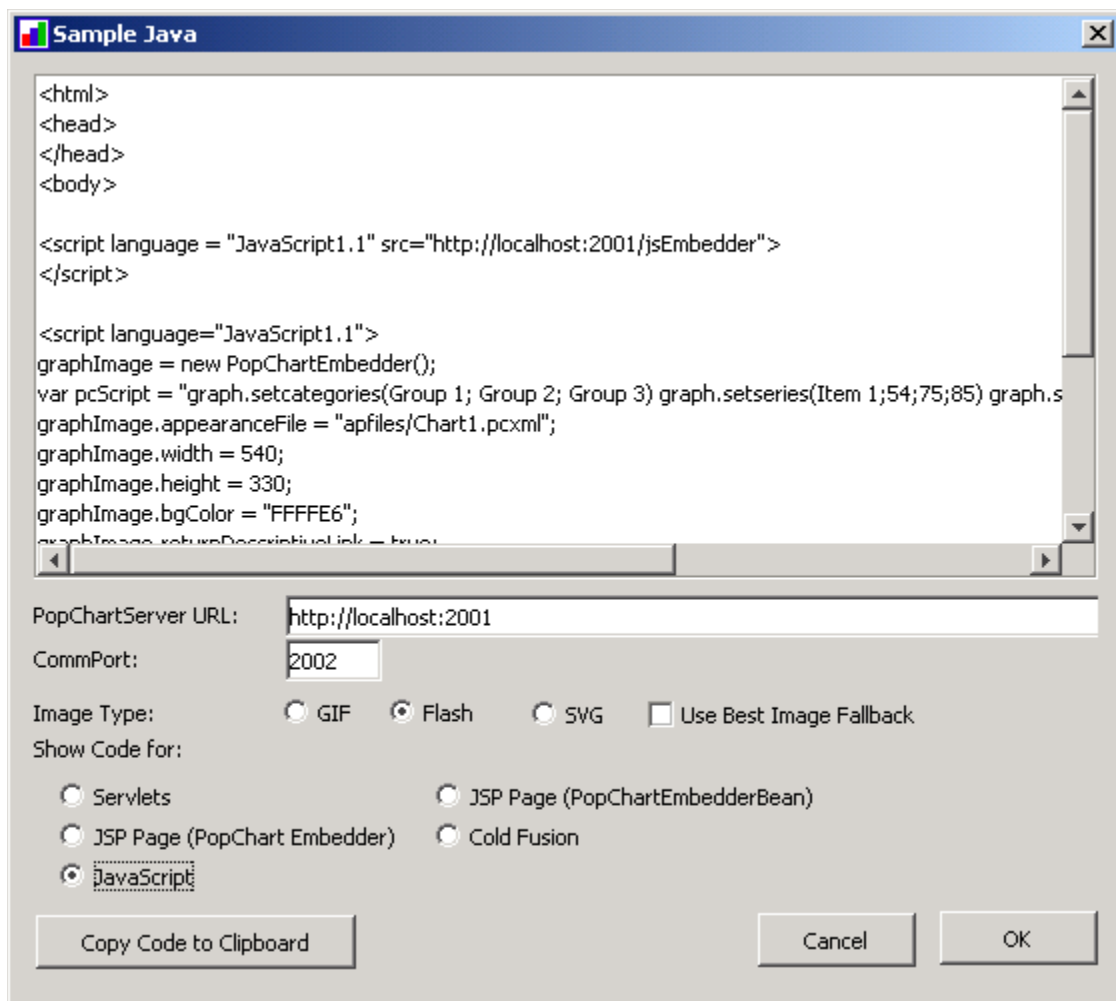 Sample Java
<html>
<head>
</head>
<body>
<script language = "JavaScript1.1" src="http://localhost:2001/jsEmbedder">
</script>
<script language="JavaScript1.1">
graphImage = new PopChartEmbedder();
var pcScript = "graph.setcategories(Group 1; Group 2; Group 3) graph.setseries(Item 1;54;75;85) graph.s
graphImage.appearanceFile = "apfiles/Chart1.pcxml";
graphImage.width = 540;
graphImage.height = 330;
graphImage.bgColor = "FFFFE6";
graphImage.returnDescriptiveLink = true;
PopChartServer URL: http://localhost:2001
CommPort: 2002
Image Type: GIF Flash SVG Use Best Image Fallback
Show Code for:
Servlets JSP Page (PopChartEmbedderBean)
JSP Page (PopChart Embedder) Cold Fusion
JavaScript
Copy Code to Clipboard Cancel OK